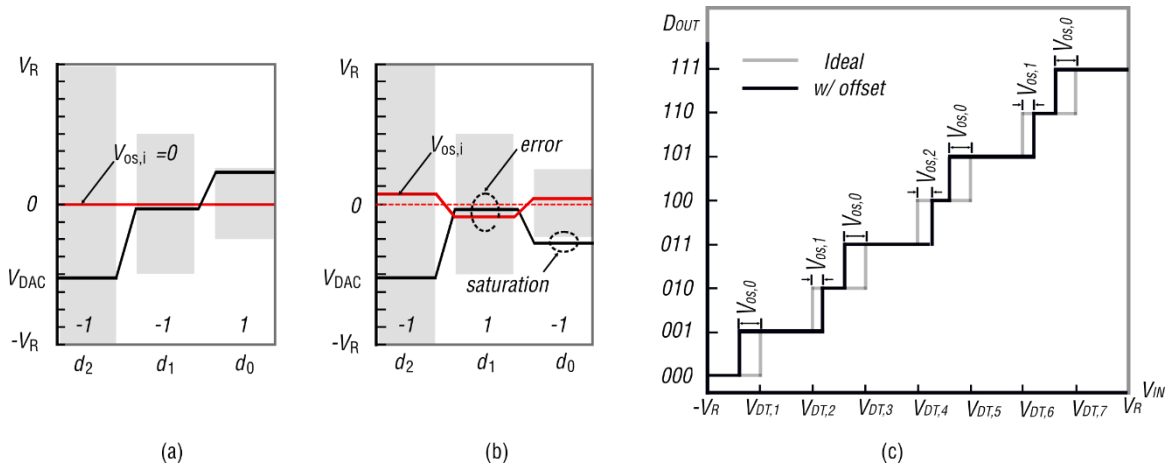 V_R
V_os,i =0
0
V_DAC
-V_R
-1 -1 1
d_2 d_1 d_0
(a)
V_R
V_os,i
error
0
V_DAC
saturation
-V_R
-1 1 -1
d_2 d_1 d_0
(b)
D_OUT
Ideal
w/ offset
111
110
101
100
011
010
001
000
V_os,0
V_os,1
V_os,0
V_os,2
V_os,0
V_os,1
V_os,0
-V_R V_DT,1 V_DT,2 V_DT,3 V_DT,4 V_DT,5 V_DT,6 V_DT,7 V_R V_IN
(c)